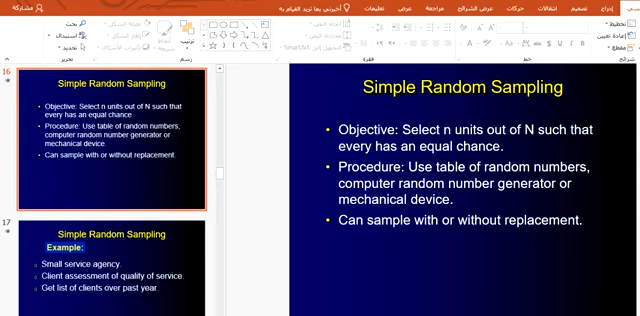 إدراج
تصميم
انتقالات
حركات
عرض الشرائح
مراجعة
عرض
أخبرني بما تريد القيام به
مشاركة
تخطيط
إعادة تعيين
مقطع
شرائح
فقرة
ترتيب
رسم
بحث
استبدال
تحديد
تحرير
16
Simple Random Sampling
• Objective: Select n units out of N such that
every has an equal chance.
• Procedure: Use table of random numbers,
computer random number generator or
mechanical device.
• Can sample with or without replacement.
17
Simple Random Sampling
Example:
Small service agency.
Client assessment of quality of service.
Get list of clients over past year.
Simple Random Sampling
• Objective: Select n units out of N such that
every has an equal chance.
• Procedure: Use table of random numbers,
computer random number generator or
mechanical device.
• Can sample with or without replacement.